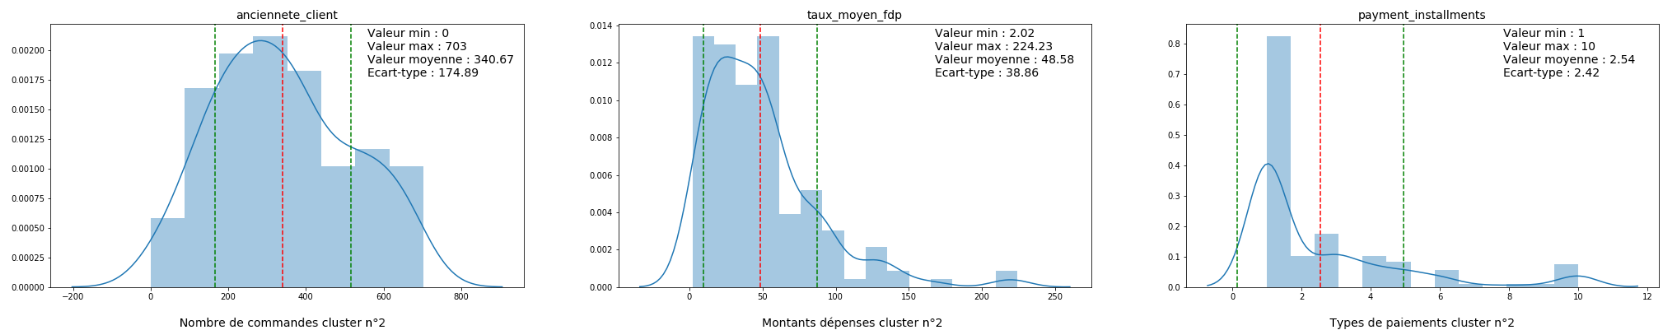 anciennete_client
Valeur min : 0
Valeur max : 703
Valeur moyenne : 340.67
Ecart-type : 174.89
0.00200
0.00175
0.00150
0.00125
0.00100
0.00075
0.00050
0.00025
0.00000
−200
0
200
400
600
800
Nombre de commandes cluster n°2
taux_moyen_fdp
Valeur min : 2.02
Valeur max : 224.23
Valeur moyenne : 48.58
Ecart-type : 38.86
0.014
0.012
0.010
0.008
0.006
0.004
0.002
0.000
0
50
100
150
200
250
Montants dépenses cluster n°2
payment_installments
Valeur min : 1
Valeur max : 10
Valeur moyenne : 2.54
Ecart-type : 2.42
0.8
0.7
0.6
0.5
0.4
0.3
0.2
0.1
0.0
0
2
4
6
8
10
12
Types de paiements cluster n°2